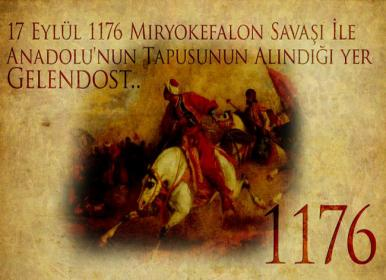 17 Eylül 1176 Miryokefalon Savaşı İle
Anadolu'nun Tapusunun Alındığı yer
Gelendost..
1176